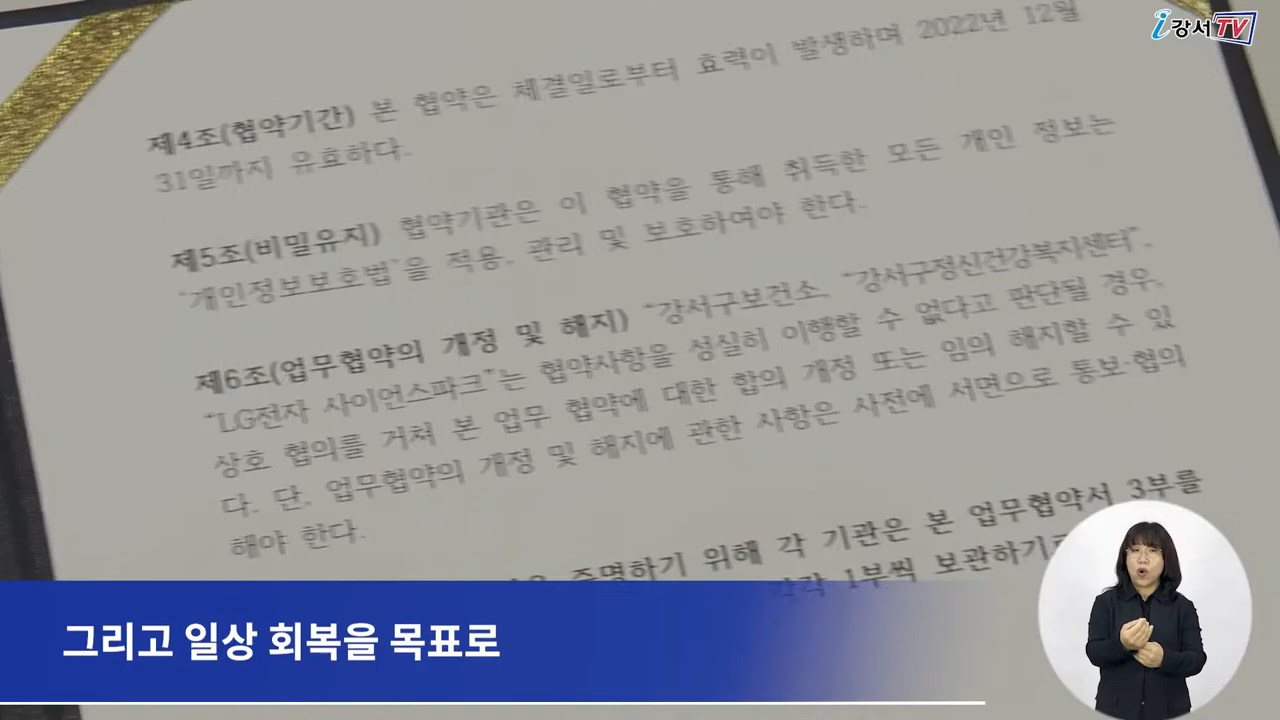 i강서TV
제4조(협약기간) 본 협약은 체결일로부터 효력이 발생하며 2022년 12월
31일까지 유효하다.
제5조(비밀유지) 협약기관은 이 협약을 통해 취득한 모든 개인 정보는
"개인정보보호법"을 적용, 관리 및 보호하여야 한다.
제6조(업무협약의 개정 및 해지) "강서구보건소, "강서구정신건강복지센터",
"LG전자 사이언스파크"는 협약사항을 성실히 이행할 수 없다고 판단될 경우,
상호 협의를 거쳐 본 업무 협약에 대한 합의 개정 또는 임의 해지할 수 있
다. 단, 업무협약의 개정 및 해지에 관한 사항은 사전에 서면으로 통보·협의
해야 한다.
증명하기 위해 각 기관은 본 업무협약서 3부를
각각 1부씩 보관하기로
그리고 일상 회복을 목표로